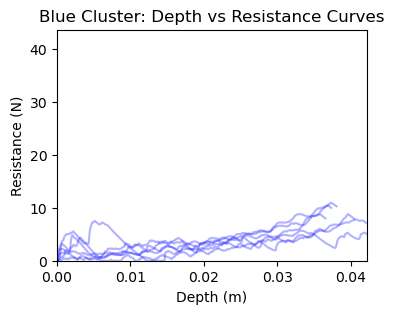 Blue Cluster: Depth vs Resistance Curves
40
30
20
10
0
Resistance (N)
0.00 0.01 0.02 0.03 0.04
Depth (m)